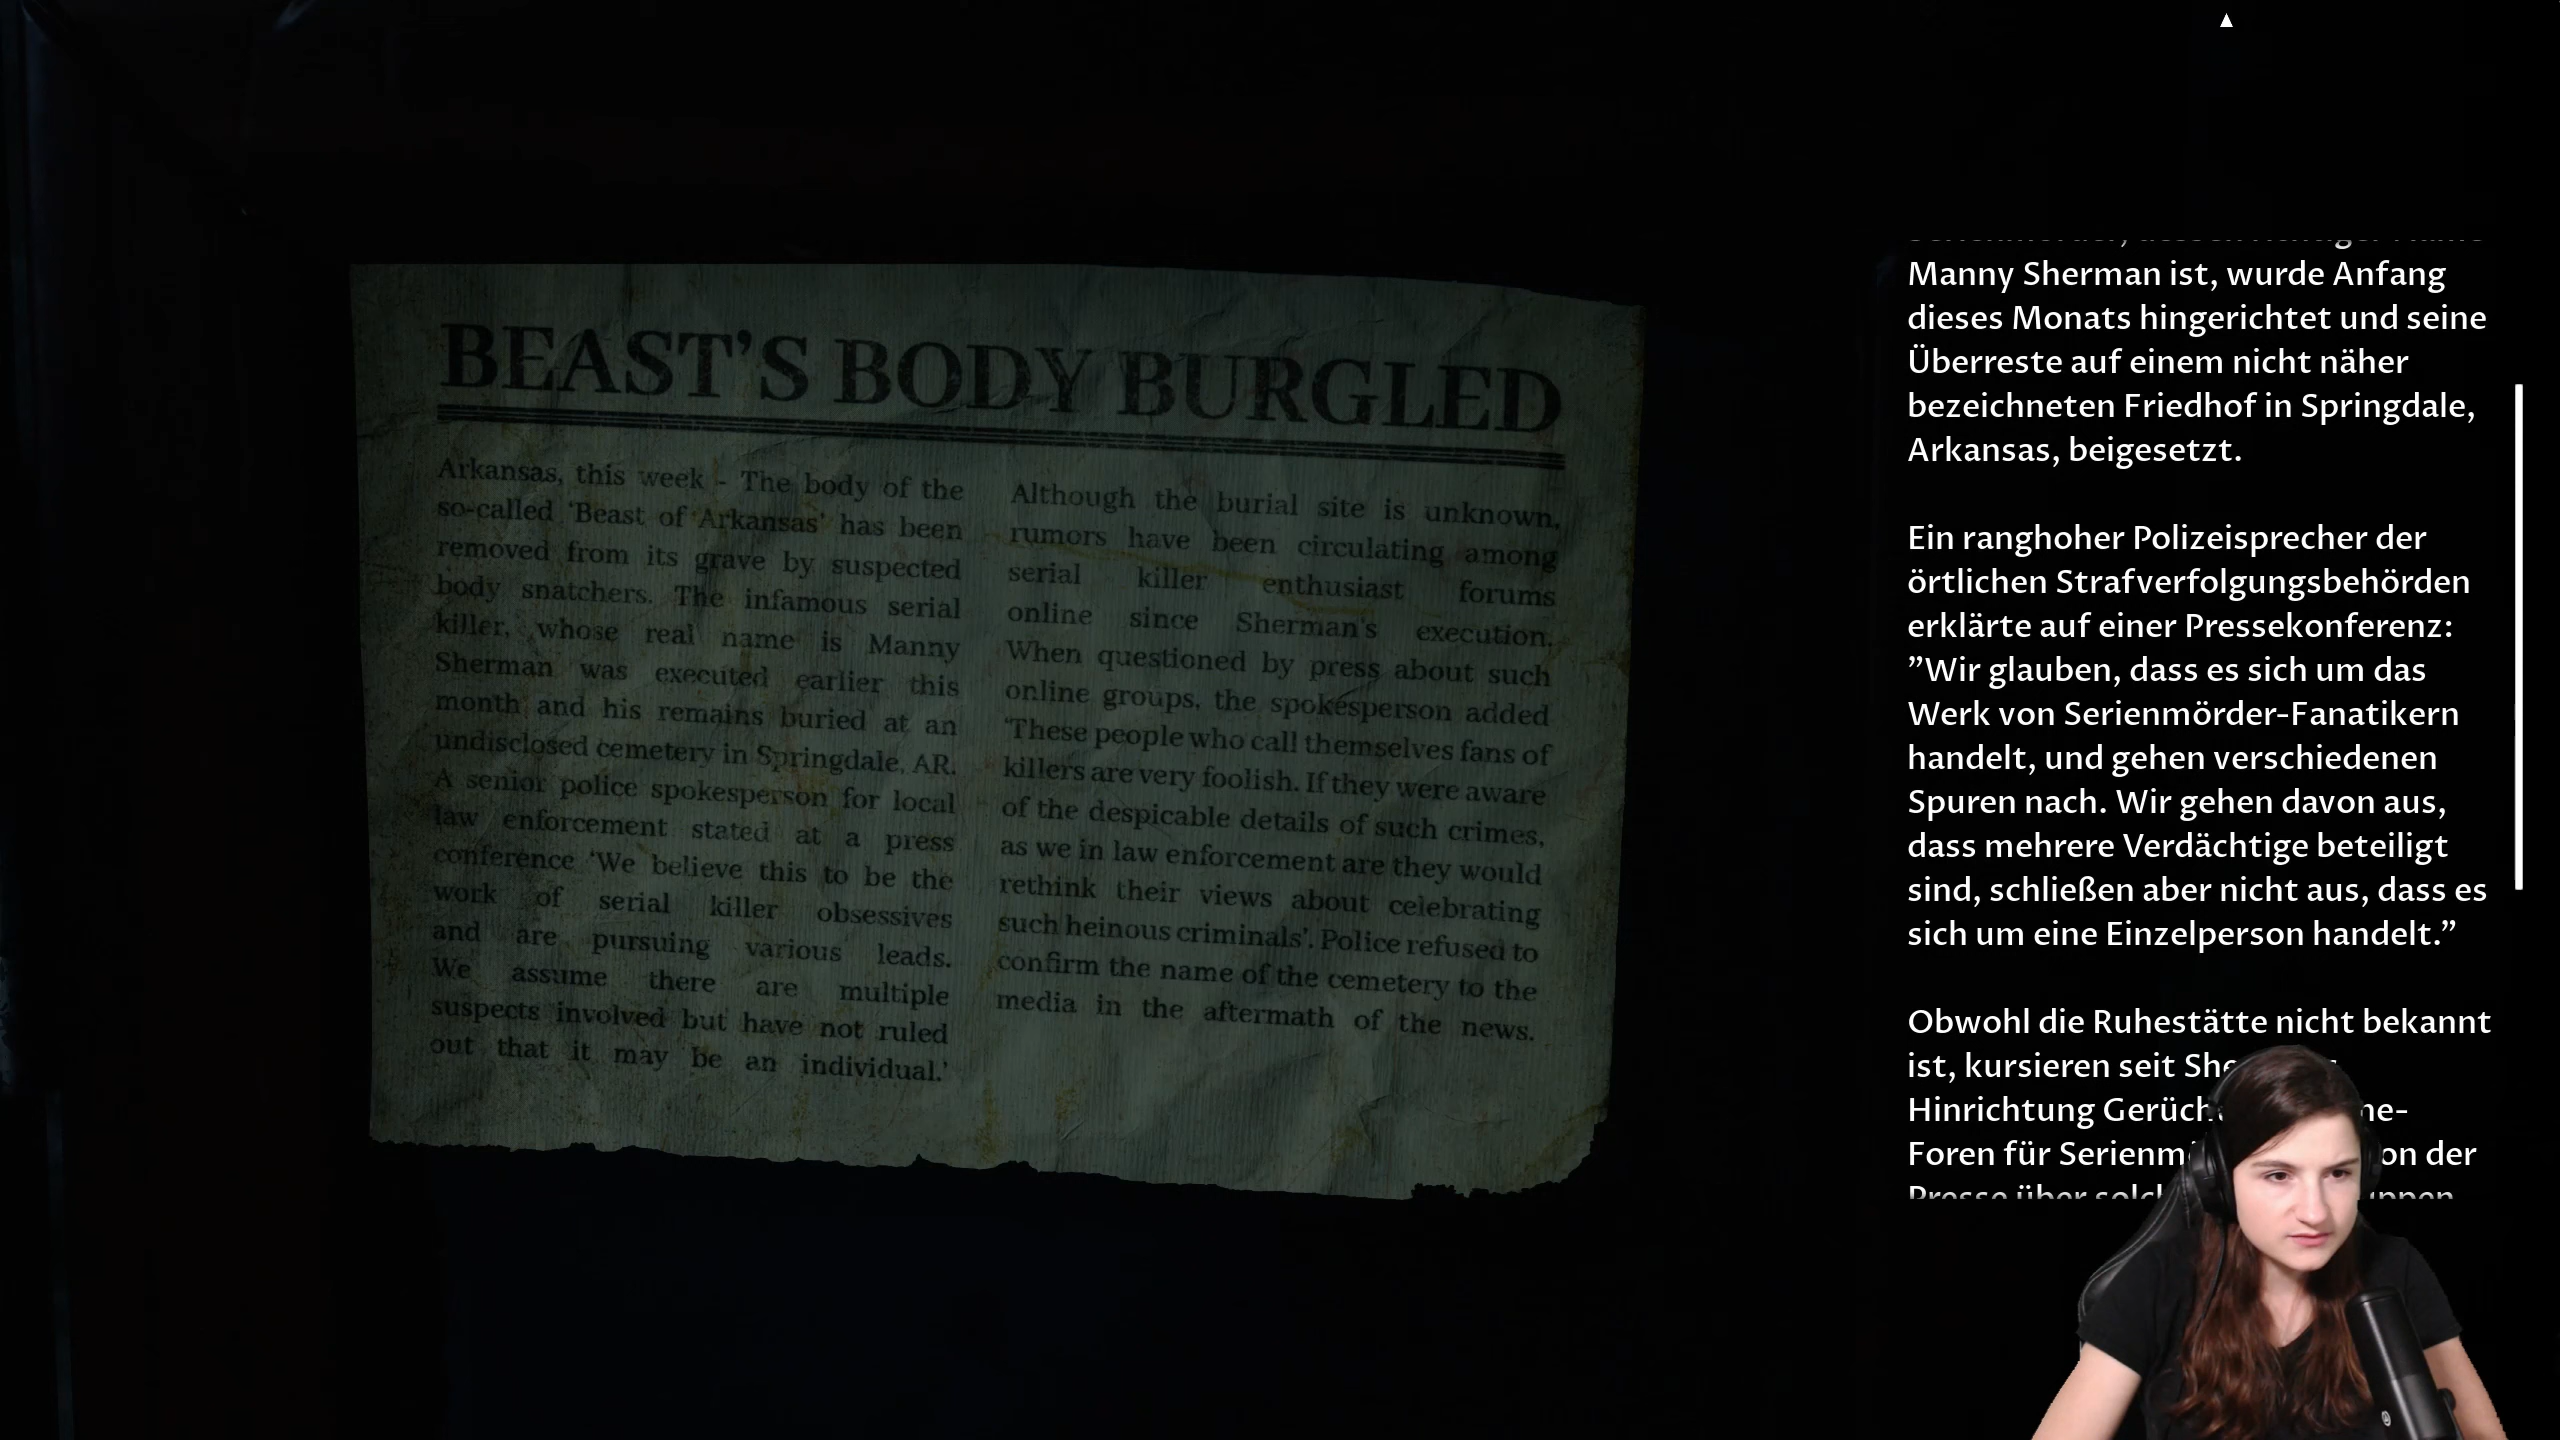 BEAST'S BODY BURGLED
Arkansas, this week - The body of the
so-called 'Beast of Arkansas' has been
removed from its grave by suspected
body snatchers. The infamous serial
killer, whose real name is Manny
Sherman was executed earlier this
month and his remains buried at an
undisclosed cemetery in Springdale, AR.
A senior police spokesperson for local
law enforcement stated at a press
conference 'We believe this to be the
work of serial killer obsessives
and are pursuing various leads.
We assume there are multiple
suspects involved but have not ruled
out that it may be an individual.'
Although the burial site is unknown,
rumors have been circulating among
serial killer enthusiast forums
online since Sherman's execution.
When questioned by press about such
online groups, the spokesperson added
'These people who call themselves fans of
killers are very foolish. If they were aware
of the despicable details of such crimes,
as we in law enforcement are they would
rethink their views about celebrating
such heinous criminals'. Police refused to
confirm the name of the cemetery to the
media in the aftermath of the news.
Manny Sherman ist, wurde Anfang
dieses Monats hingerichtet und seine
Überreste auf einem nicht näher
bezeichneten Friedhof in Springdale,
Arkansas, beigesetzt.
Ein ranghoher Polizeisprecher der
örtlichen Strafverfolgungsbehörden
erklärte auf einer Pressekonferenz:
”Wir glauben, dass es sich um das
Werk von Serienmörder-Fanatikern
handelt, und gehen verschiedenen
Spuren nach. Wir gehen davon aus,
dass mehrere Verdächtige beteiligt
sind, schließen aber nicht aus, dass es
sich um eine Einzelperson handelt.”
Obwohl die Ruhestätte nicht bekannt
ist, kursieren seit
Hinrichtung
Foren für der
Presse über